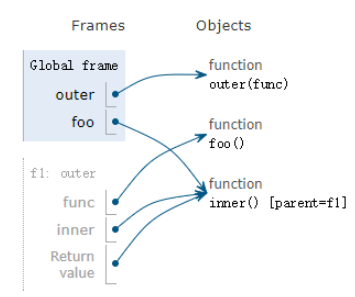 Frames
Objects
Global frame
outer
foo
function
outer(func)
function
foo()
function
inner() [parent=f1]
f1: outer
func
inner
Return
value